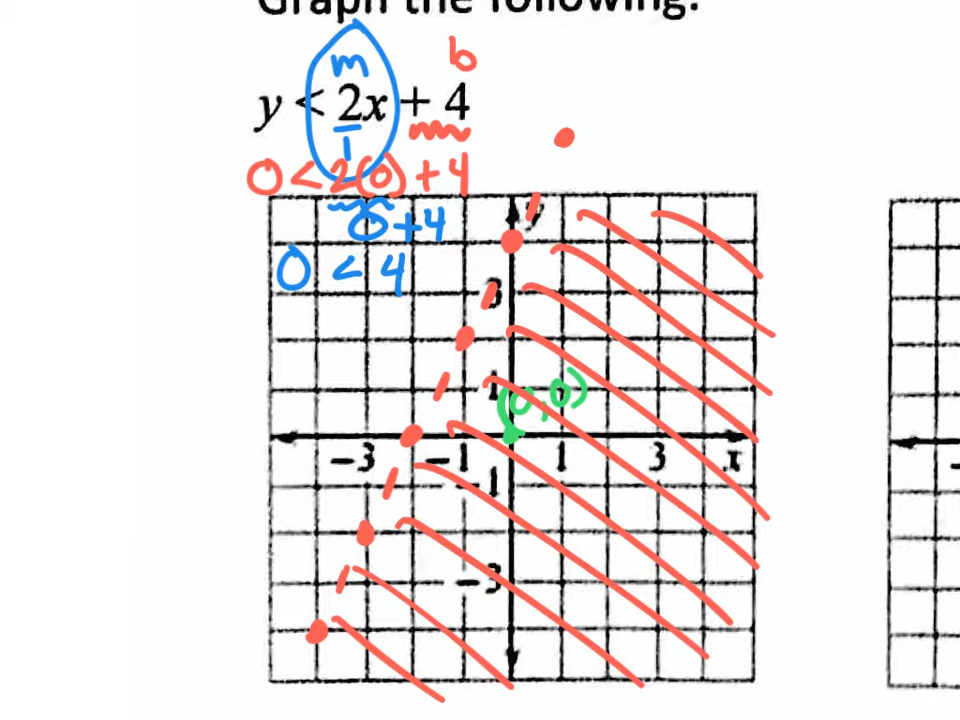 Graph the following:
m b
y < 2x + 4
1
0 < 2(0) + 4
0 + 4
0 < 4
y
3
1
(0,0)
-3 -1 1 3 x
1
-3